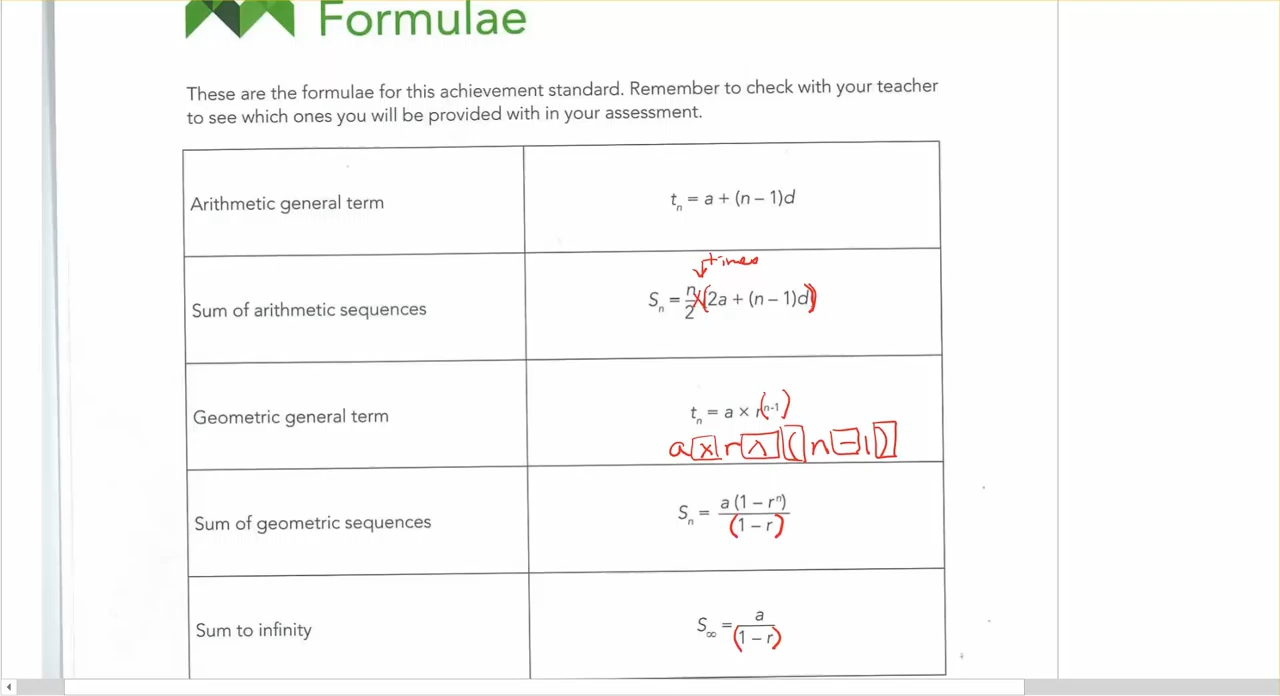 Formulae
These are the formulae for this achievement standard. Remember to check with your teacher
to see which ones you will be provided with in your assessment.
Arithmetic general term
tₙ = a + (n – 1)d
times
Sum of arithmetic sequences
Sₙ = n/2 × (2a + (n – 1)d)
Geometric general term
tₙ = a × r^(n-1)
a × r ^ ( n – 1 )
Sum of geometric sequences
Sₙ = a (1 – rⁿ) / (1 – r)
Sum to infinity
S∞ = a / (1 – r)